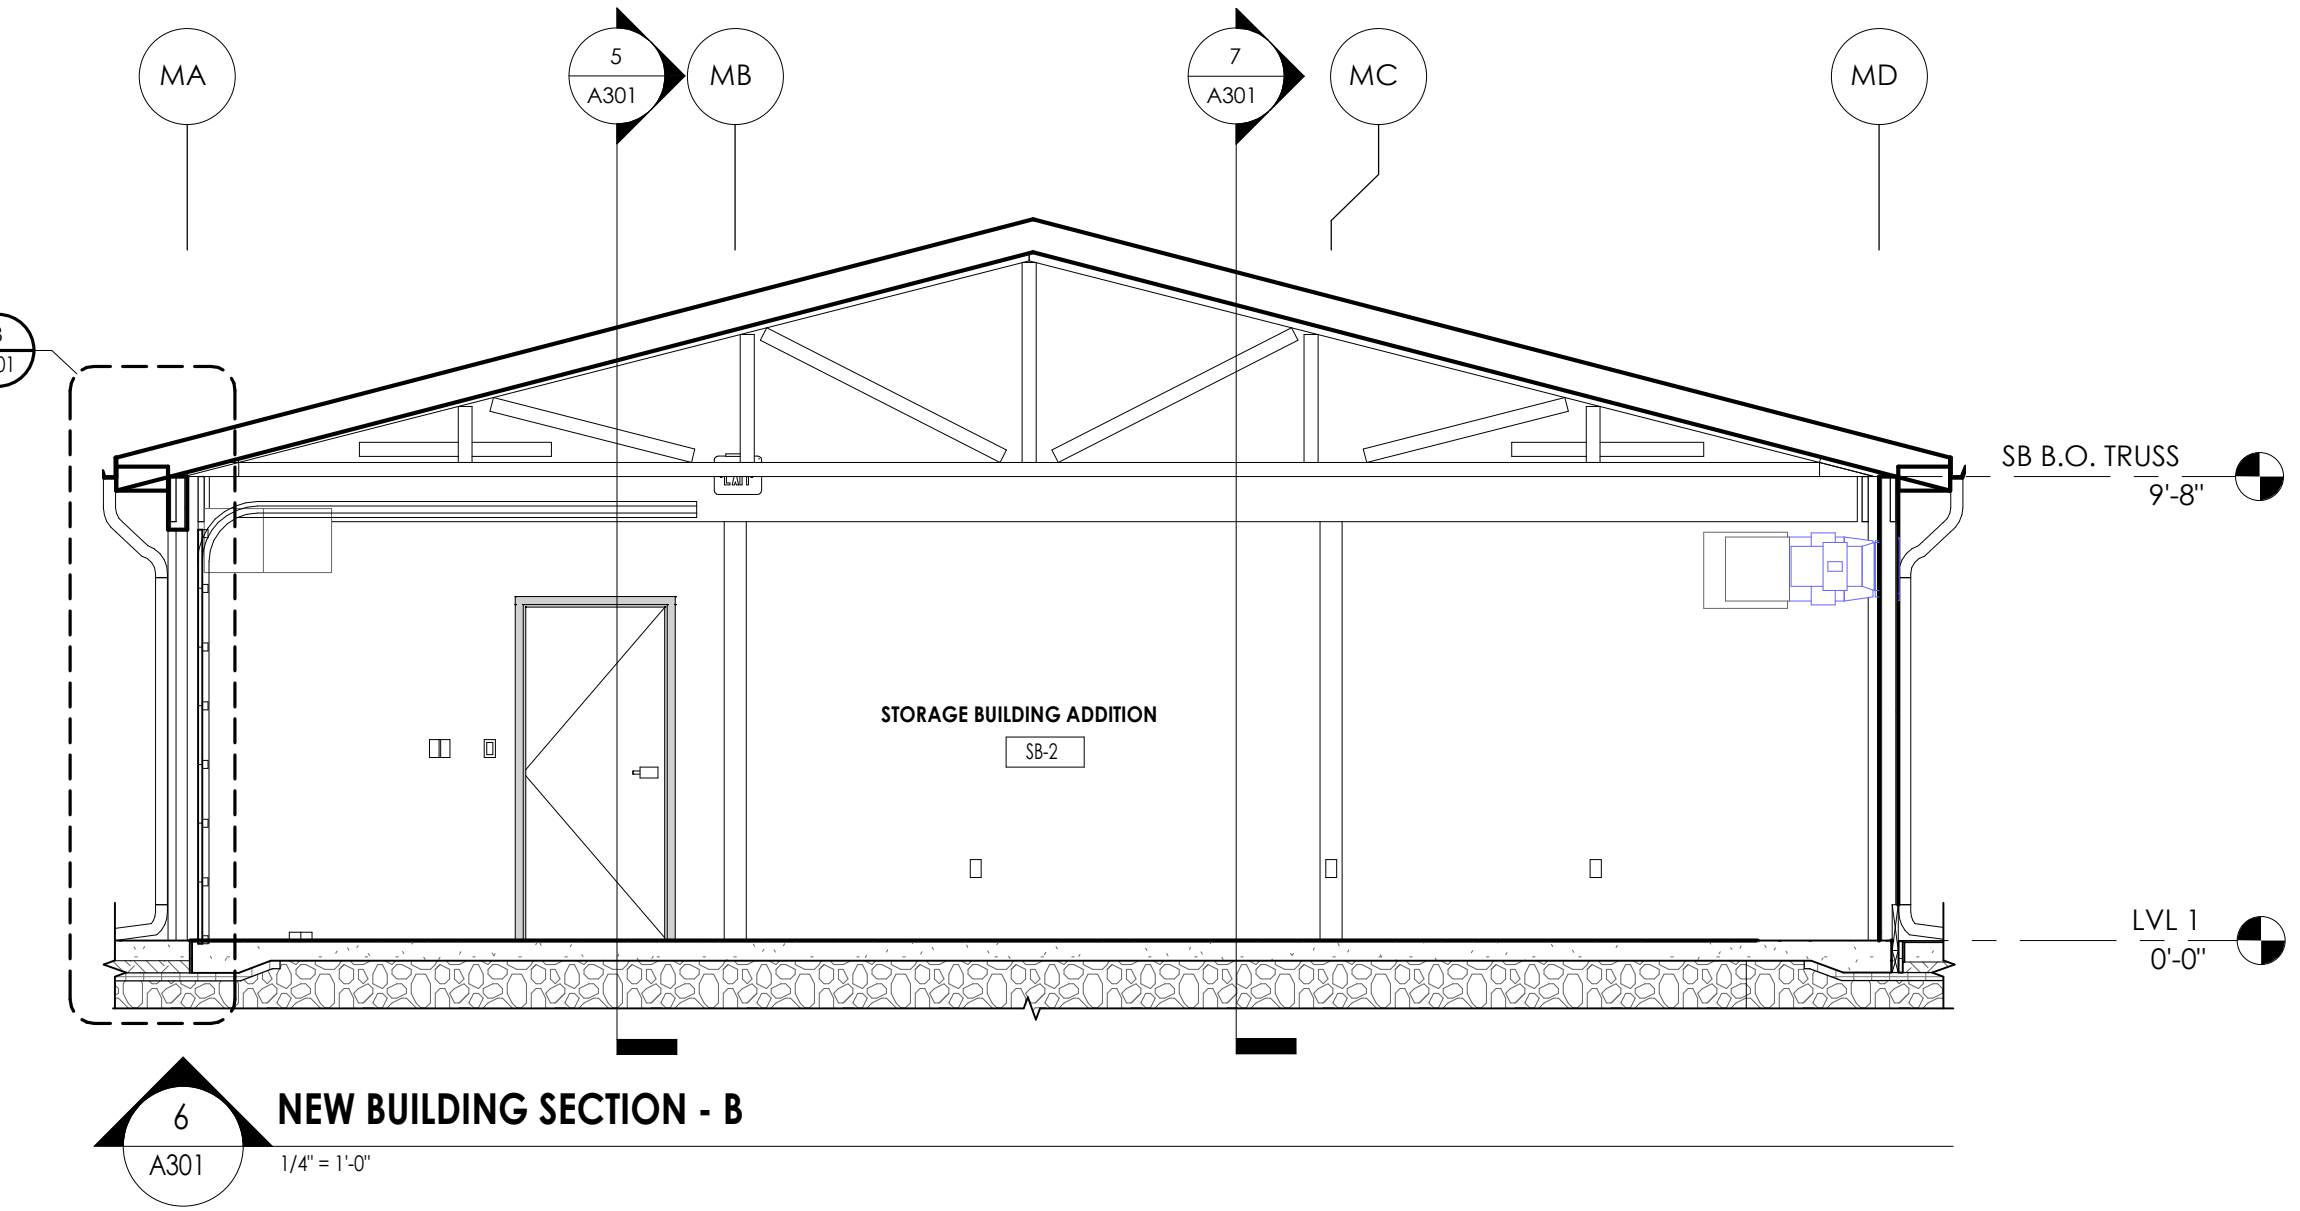 MA
5
A301
MB
7
A301
MC
MD
SB B.O. TRUSS
9'-8"
EXIT
STORAGE BUILDING ADDITION
SB-2
LVL 1
0'-0"
6
A301
NEW BUILDING SECTION - B
1/4" = 1'-0"